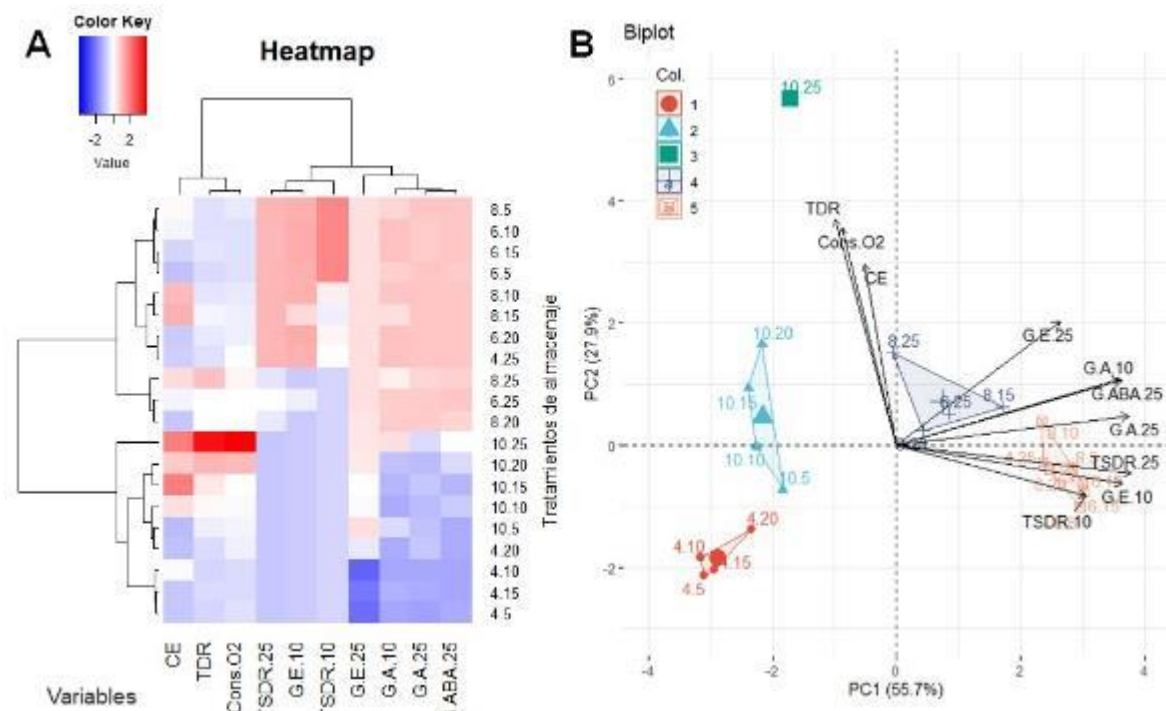 A
Color Key
-2 2
Value
Heatmap
8.5
6.10
6.15
6.5
8.10
8.15
6.20
4.25
8.25
6.25
8.20
10.25
10.20
10.15
10.10
10.5
4.20
4.10
4.15
4.5
Tratamientos de almacenaje
CE
TDR
Cons.O2
TSDR.25
G.E.10
TSDR.10
G.E.25
G.A.10
G.A.25
ABA.25
Variables
B
Biplot
Col.
1
2
3
4
5
PC2 (27.9%)
6
4
2
0
-2
-4
-2
0
2
4
PC1 (55.7%)
10.25
TDR
Cons.O2
CE
G.E.25
G.A.10
G.ABA.25
G.A.25
TSDR.25
G.E.10
TSDR.10
10.20
10.15
10.10
10.5
8.25
6.25
8.15
4.20
4.10
4.5
4.25